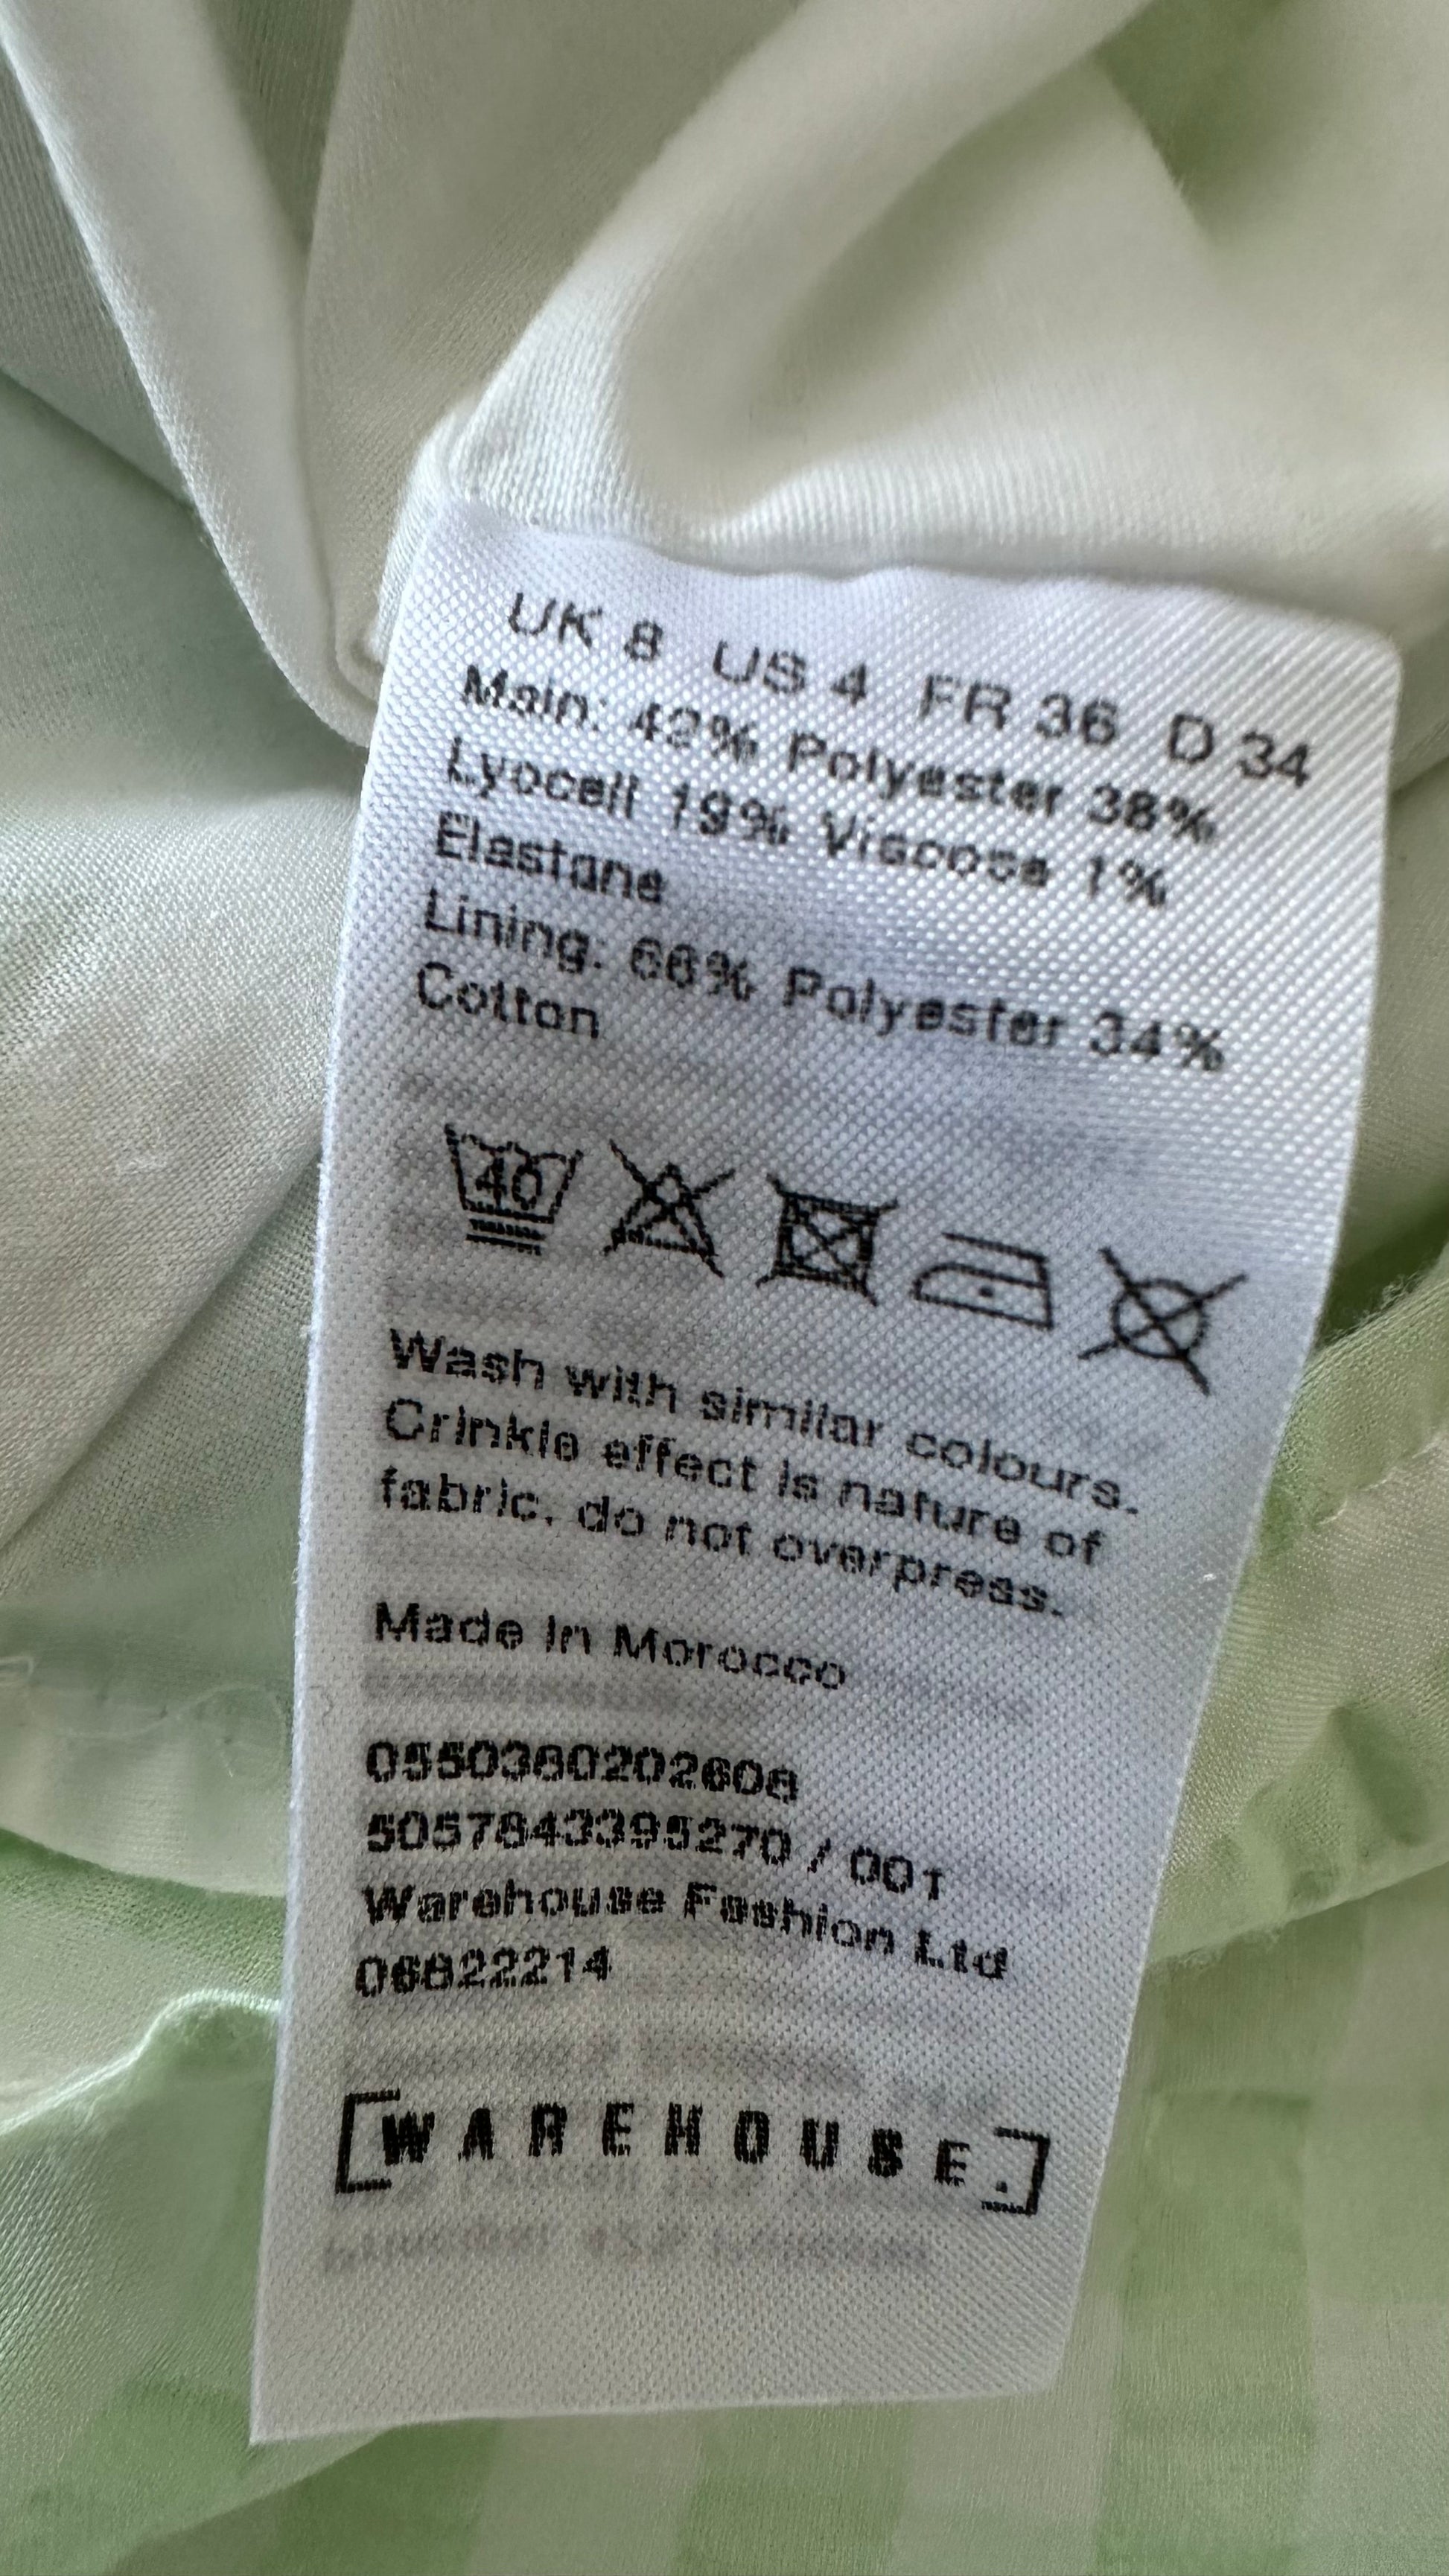 UK 8 US 4 FR 36 D 34
Main: 42% Polyester 38%
Lyocell 19% Viscose 1%
Elastane
Lining: 66% Polyester 34%
Cotton
40
Wash with similar colours.
Crinkle effect is nature of
fabric, do not overpress.
Made in Morocco
0550380202608
5057843395270 / 001
Warehouse Fashion Ltd
06822214
[WAREHOUSE.]